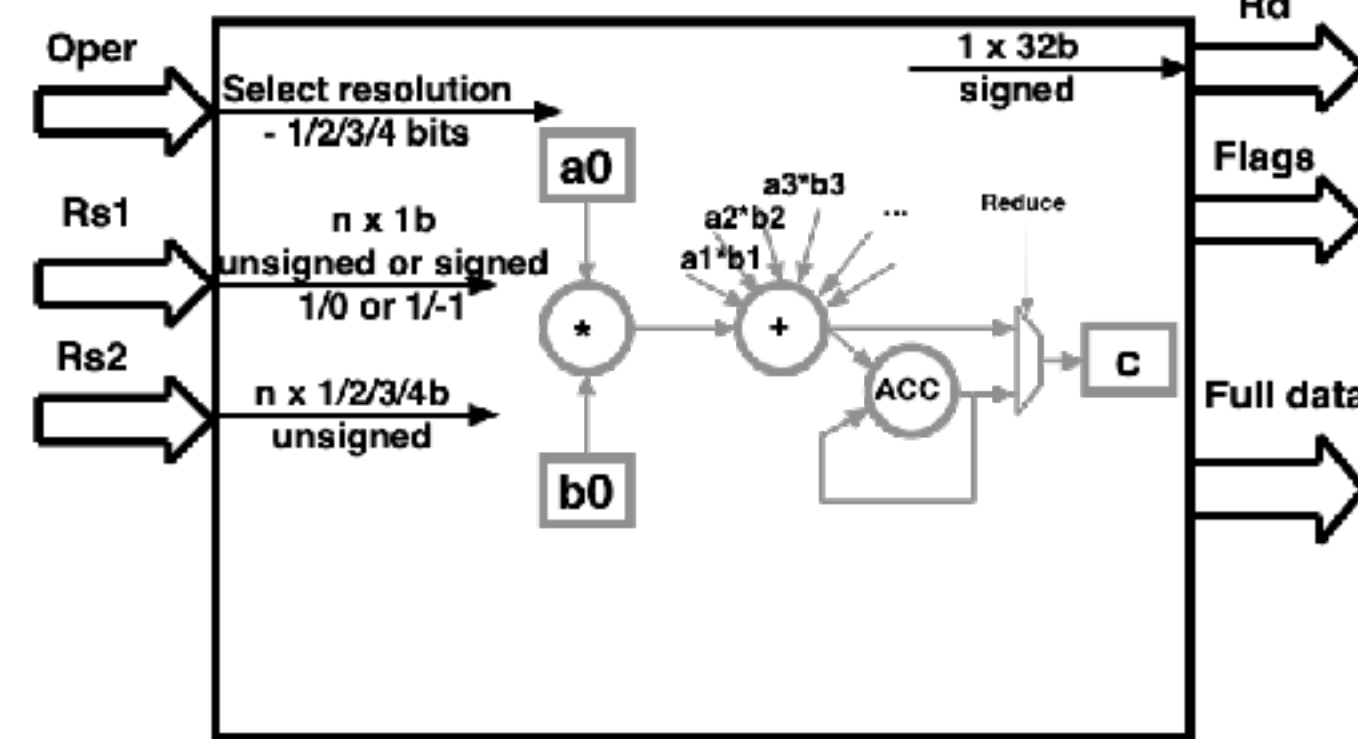 Oper
Select resolution
- 1/2/3/4 bits
Rs1
n x 1b
unsigned or signed
1/0 or 1/-1
Rs2
n x 1/2/3/4b
unsigned
a0
*
b0
a1*b1
a2*b2
a3*b3
...
+
ACC
Reduce
C
1 x 32b
signed
Rd
Flags
Full data